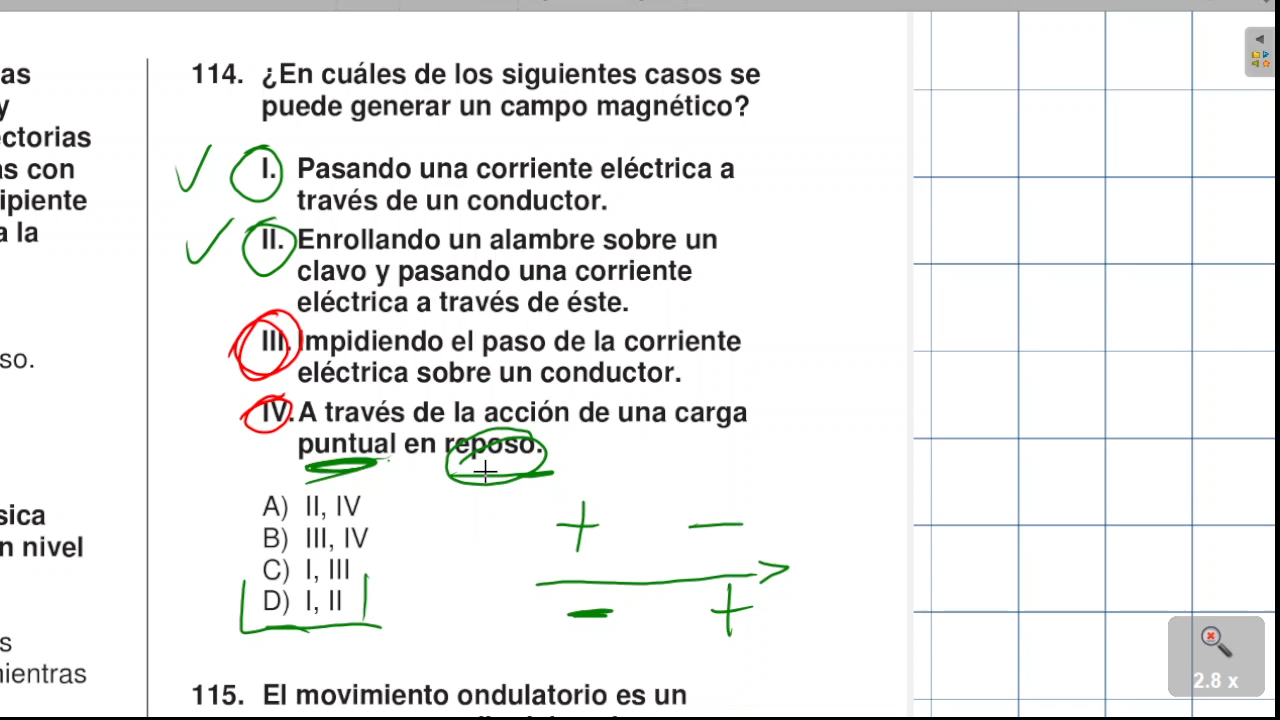 as
y
ectorias
as con
ipiente
a la
so.
sica
n nivel
s
nientras
114. ¿En cuáles de los siguientes casos se
puede generar un campo magnético?
I. Pasando una corriente eléctrica a
través de un conductor.
II. Enrollando un alambre sobre un
clavo y pasando una corriente
eléctrica a través de éste.
III. Impidiendo el paso de la corriente
eléctrica sobre un conductor.
IV. A través de la acción de una carga
puntual en reposo.
A) II, IV
B) III, IV
C) I, III
D) I, II
+ −
− +
115. El movimiento ondulatorio es un
2.8 x